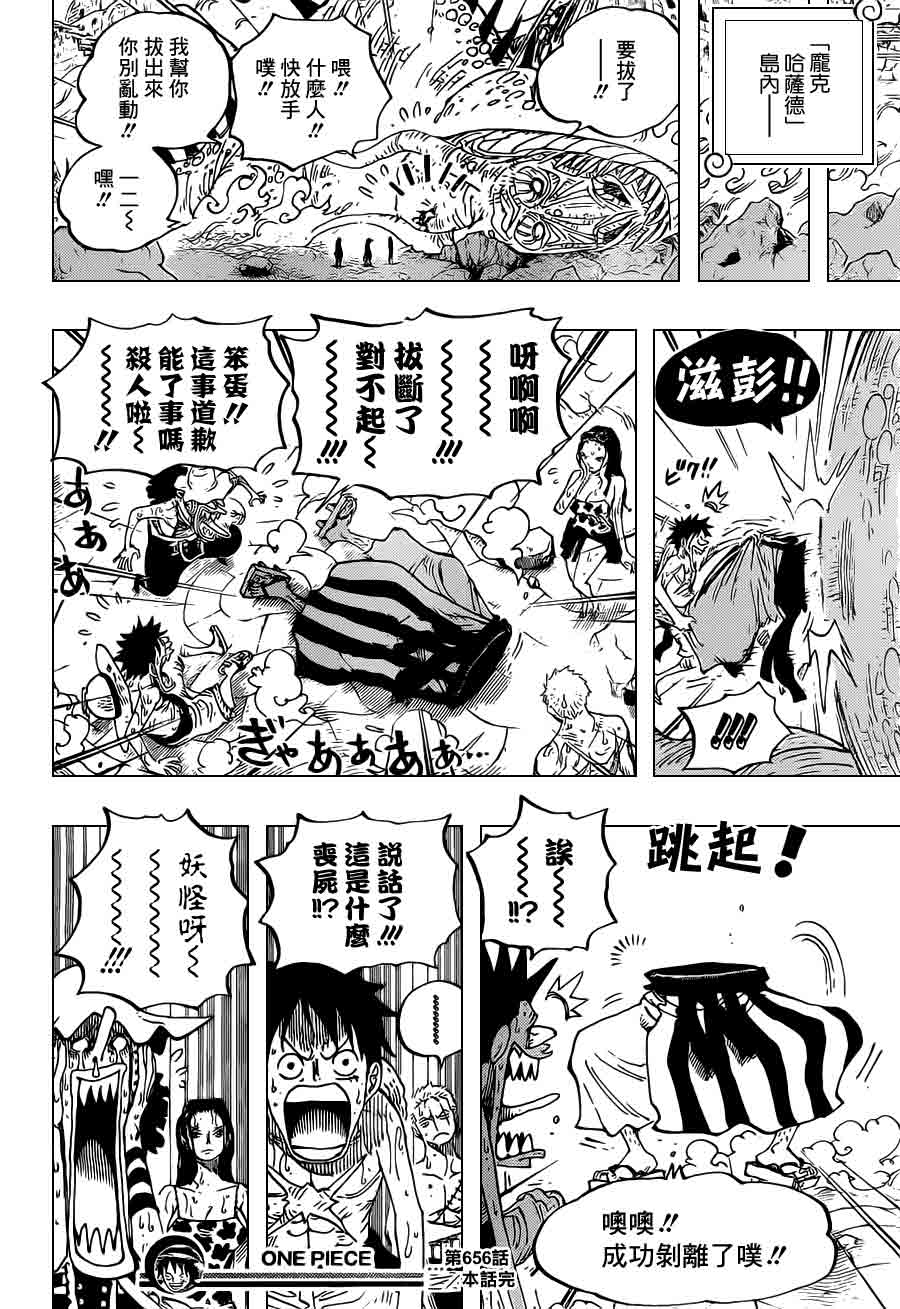 「龐克
哈薩德」
島內——
要拔了
——
喂!!
什麼人!
快放手
噗!!
我幫你
拔出來
你別亂動!!
一二~
嘿!!
滋彭!!
ビク!!
!!!!
呀啊啊
~~~~
~~~~
拔斷了
對不起~
~~!!!!
笨蛋!!
這事道歉
能了事嗎
殺人啦~
~~~!!
あぁぁあ
ぎゃあぁぁあ…
跳起!
噢噢!!
成功剝離了噗!!
誒~
~~!!?
~~~~
說話了!!!
這是什麼
喪屍!!?
妖怪呀~
~~~~!!!!
~~~~
ONE PIECE
第656話
本話完